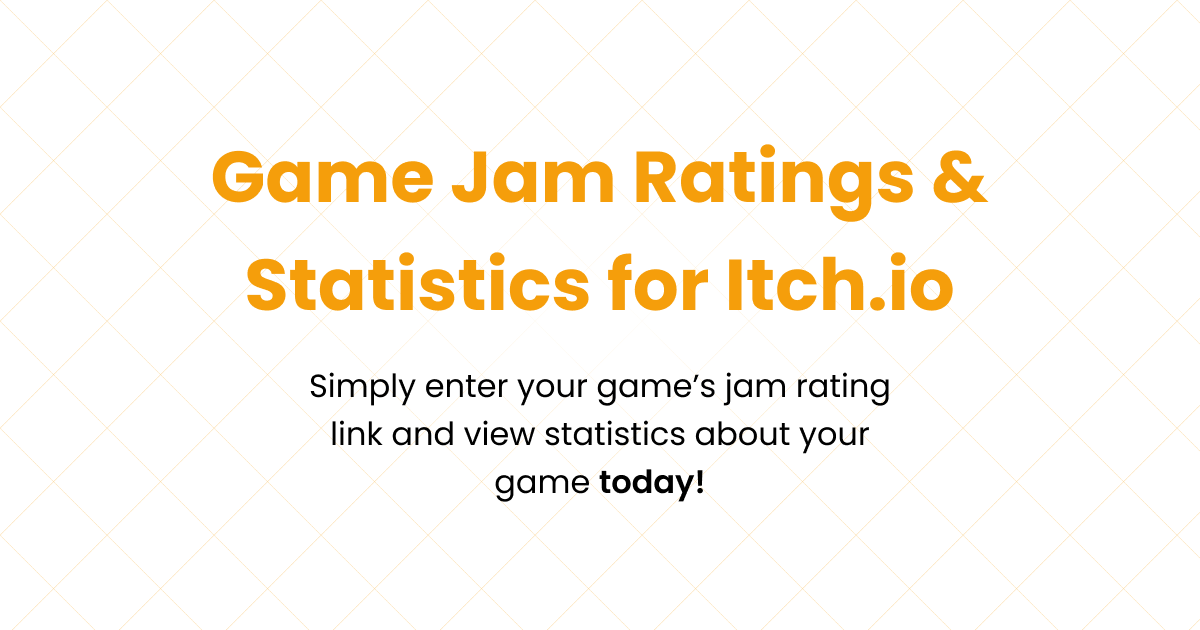 Game Jam Ratings &
Statistics for Itch.io
Simply enter your game’s jam rating
link and view statistics about your
game today!